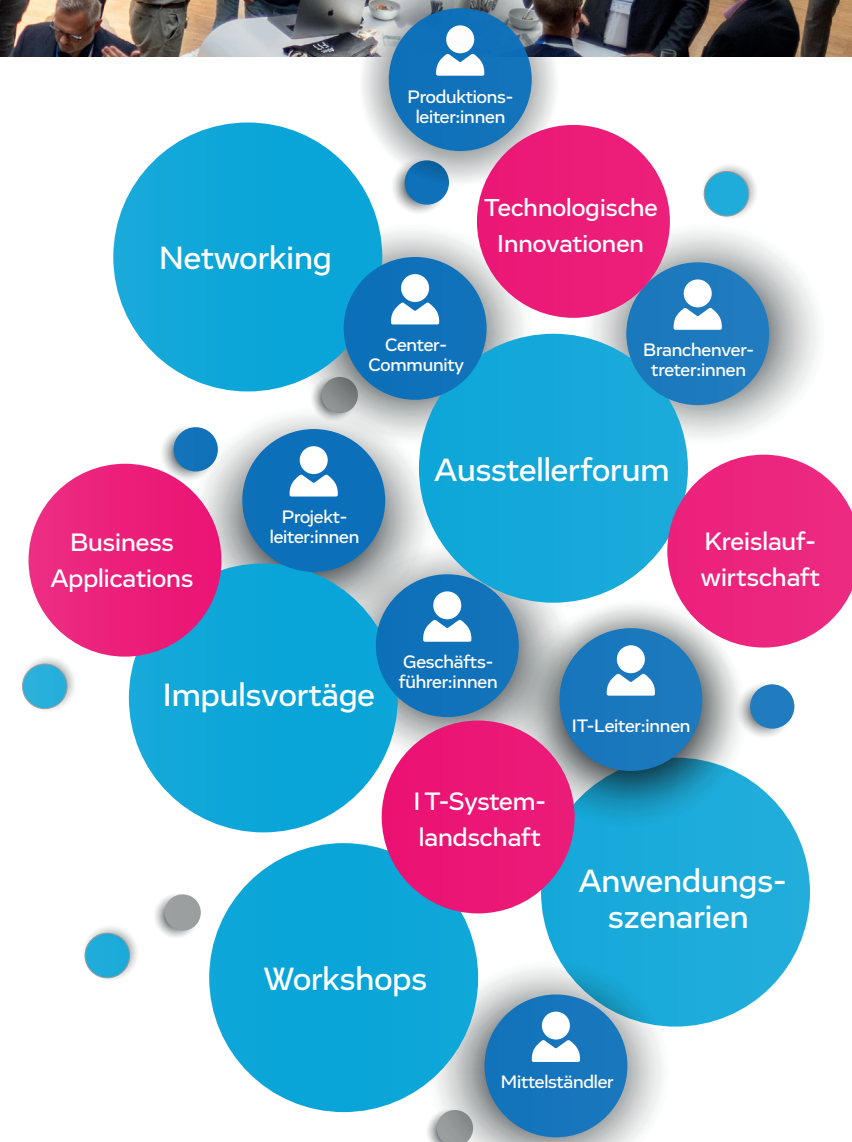 Produktions-
leiter:innen
Technologische
Innovationen
Networking
Center-
Community
Branchenver-
treter:innen
Ausstellerforum
Projekt-
leiter:innen
Business
Applications
Kreislauf-
wirtschaft
Geschäfts-
führer:innen
Impulsvortäge
IT-Leiter:innen
IT-System-
landschaft
Anwendungs-
szenarien
Workshops
Mittelständler